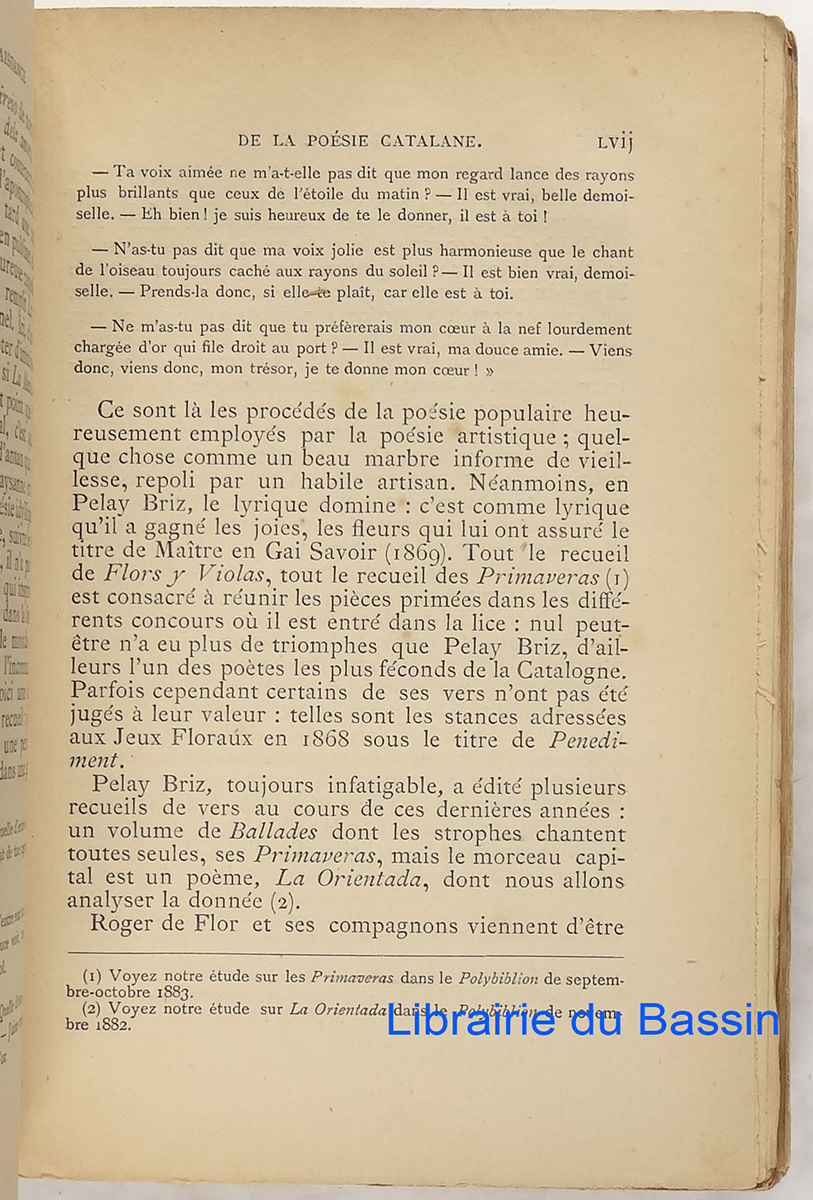 DE LA POÉSIE CATALANE. LVIJ
— Ta voix aimée ne m'a-t-elle pas dit que mon regard lance des rayons
plus brillants que ceux de l'étoile du matin ? — Il est vrai, belle demoi-
selle. — Eh bien ! je suis heureux de te le donner, il est à toi !
— N'as-tu pas dit que ma voix jolie est plus harmonieuse que le chant
de l'oiseau toujours caché aux rayons du soleil ? — Il est bien vrai, demoi-
selle. — Prends-la donc, si elle te plaît, car elle est à toi.
— Ne m'as-tu pas dit que tu préfèrerais mon cœur à la nef lourdement
chargée d'or qui file droit au port ? — Il est vrai, ma douce amie. — Viens
donc, viens donc, mon trésor, je te donne mon cœur ! »
Ce sont là les procédés de la poésie populaire heu-
reusement employés par la poésie artistique ; quel-
que chose comme un beau marbre informe de vieil-
lesse, repoli par un habile artisan. Néanmoins, en
Pelay Briz, le lyrique domine : c'est comme lyrique
qu'il a gagné les joies, les fleurs qui lui ont assuré le
titre de Maître en Gai Savoir (1869). Tout le recueil
de Flors y Violas, tout le recueil des Primaveras (1)
est consacré à réunir les pièces primées dans les diffé-
rents concours où il est entré dans la lice : nul peut-
être n'a eu plus de triomphes que Pelay Briz, d'ail-
leurs l'un des poètes les plus féconds de la Catalogne.
Parfois cependant certains de ses vers n'ont pas été
jugés à leur valeur : telles sont les stances adressées
aux Jeux Floraux en 1868 sous le titre de Penedi-
ment.
Pelay Briz, toujours infatigable, a édité plusieurs
recueils de vers au cours de ces dernières années :
un volume de Ballades dont les strophes chantent
toutes seules, ses Primaveras, mais le morceau capi-
tal est un poème, La Orientada, dont nous allons
analyser la donnée (2).
Roger de Flor et ses compagnons viennent d'être
(1) Voyez notre étude sur les Primaveras dans le Polybiblion de septem-
bre-octobre 1883.
(2) Voyez notre étude sur La Orientada dans le Polybiblion de novem-
bre 1882.
Librairie du Bassin